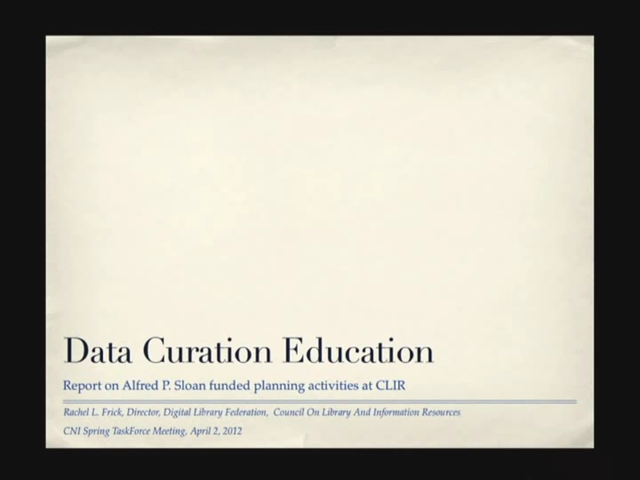 Data Curation Education
Report on Alfred P. Sloan funded planning activities at CLIR
Rachel L. Frick, Director, Digital Library Federation, Council On Library And Information Resources
CNI Spring TaskForce Meeting, April 2, 2012